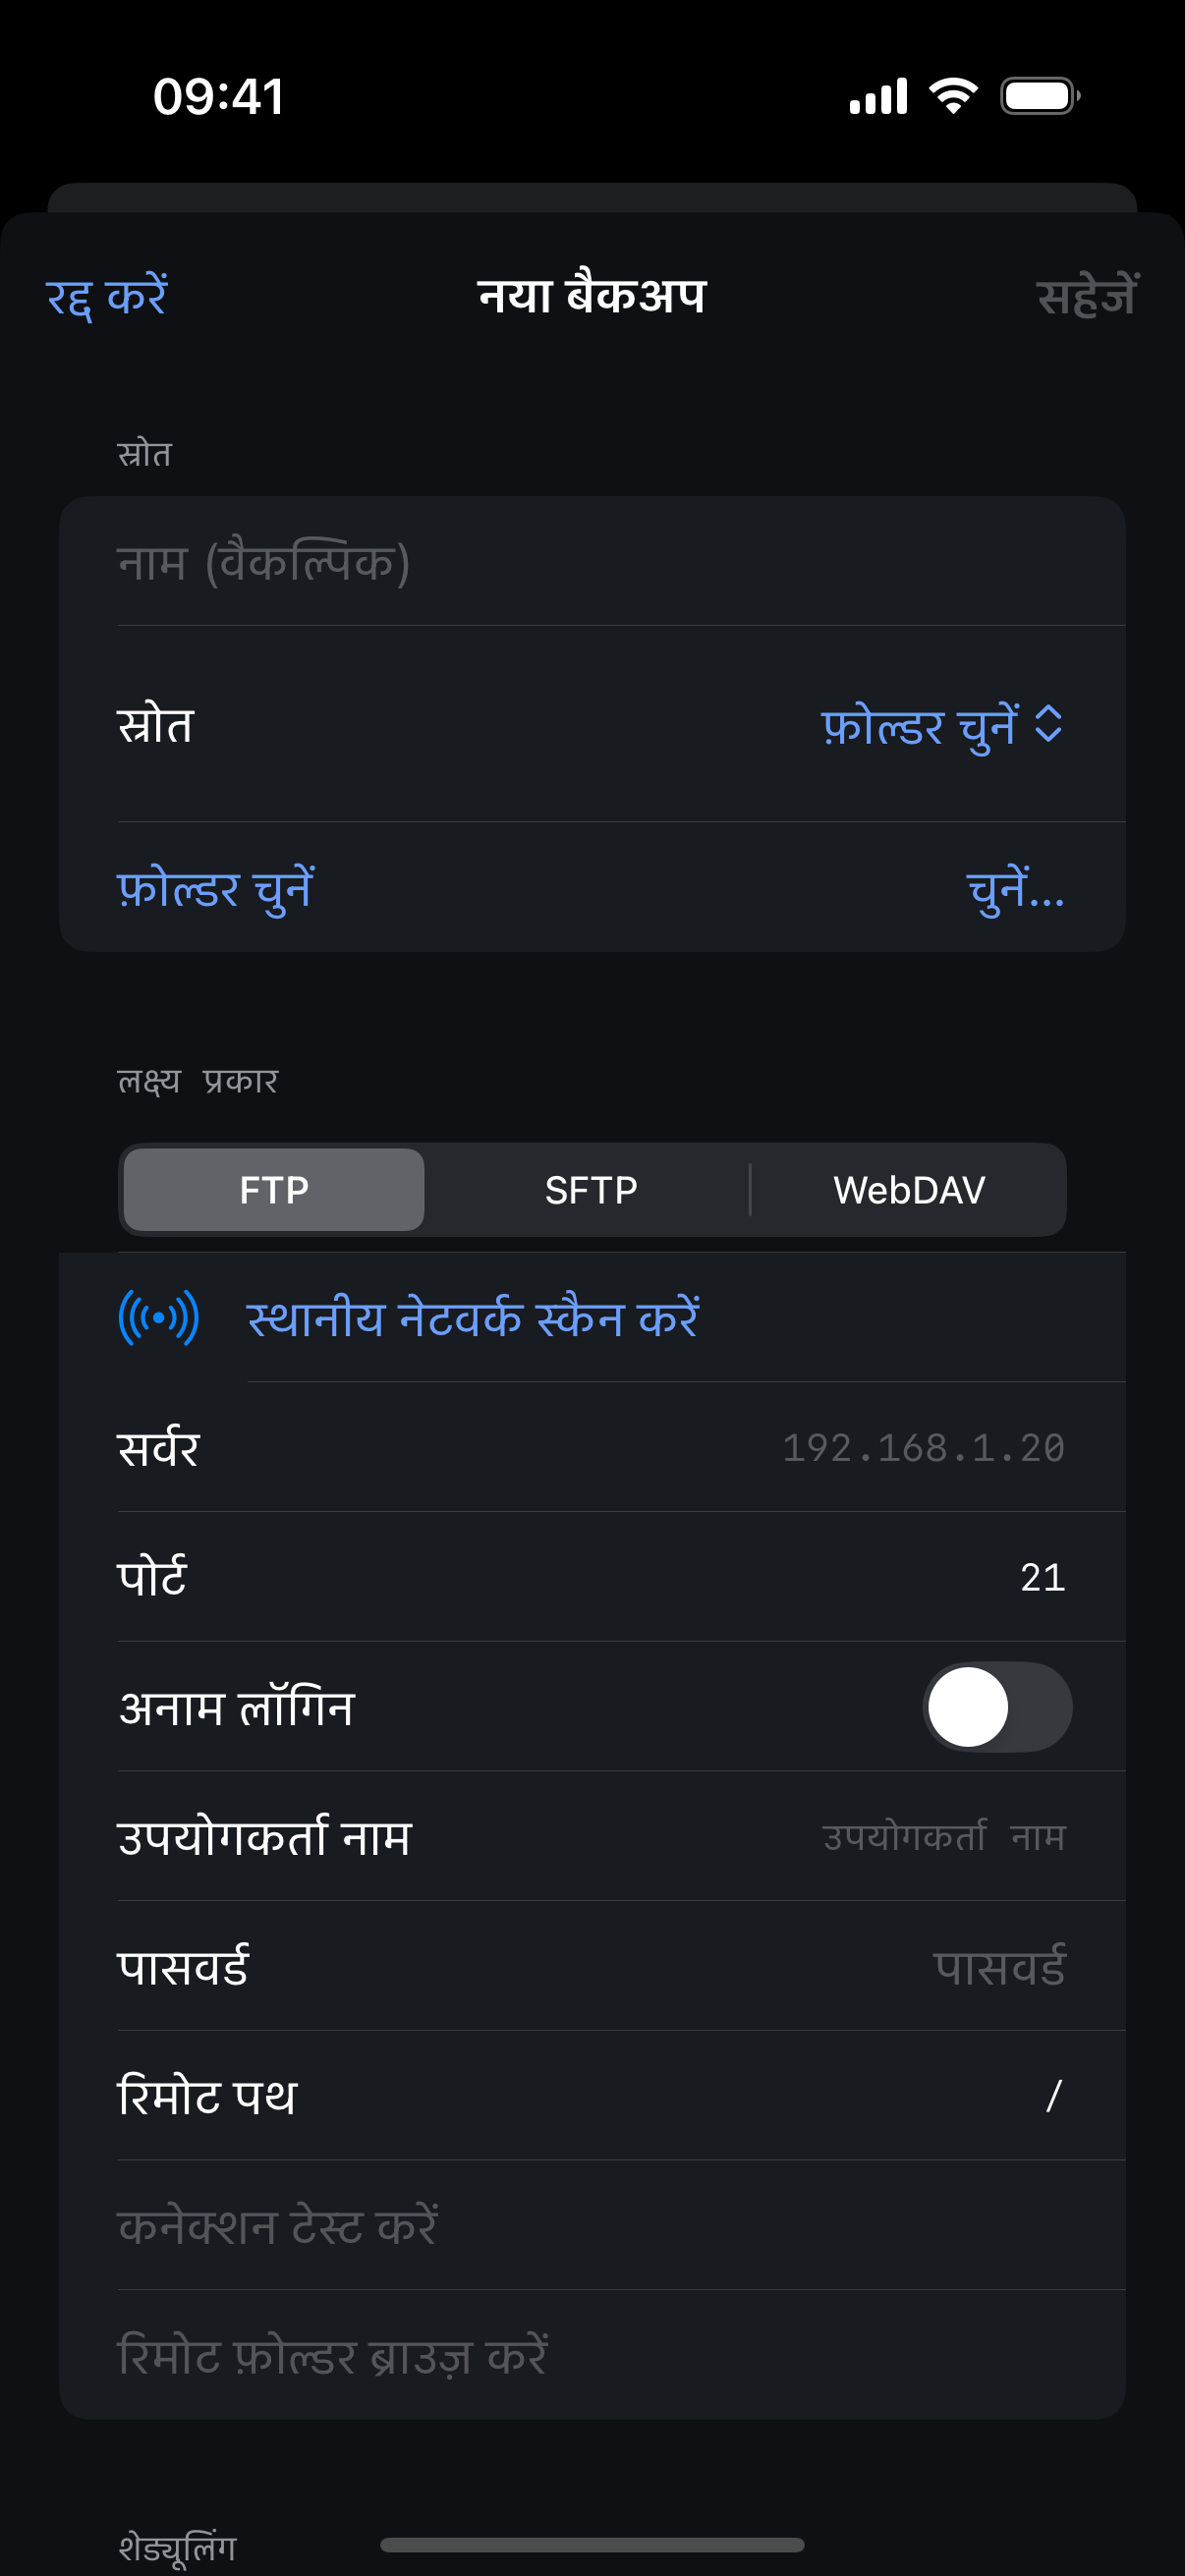 09:41
रद्द करें
नया बैकअप
सहेजें
स्रोत
नाम (वैकल्पिक)
स्रोत
फ़ोल्डर चुनें
फ़ोल्डर चुनें
चुनें...
लक्ष्य प्रकार
FTP
SFTP
WebDAV
स्थानीय नेटवर्क स्कैन करें
सर्वर
192.168.1.20
पोर्ट
21
अनाम लॉगिन
उपयोगकर्ता नाम
उपयोगकर्ता नाम
पासवर्ड
पासवर्ड
रिमोट पथ
/
कनेक्शन टेस्ट करें
रिमोट फ़ोल्डर ब्राउज़ करें
शेड्यूलिंग